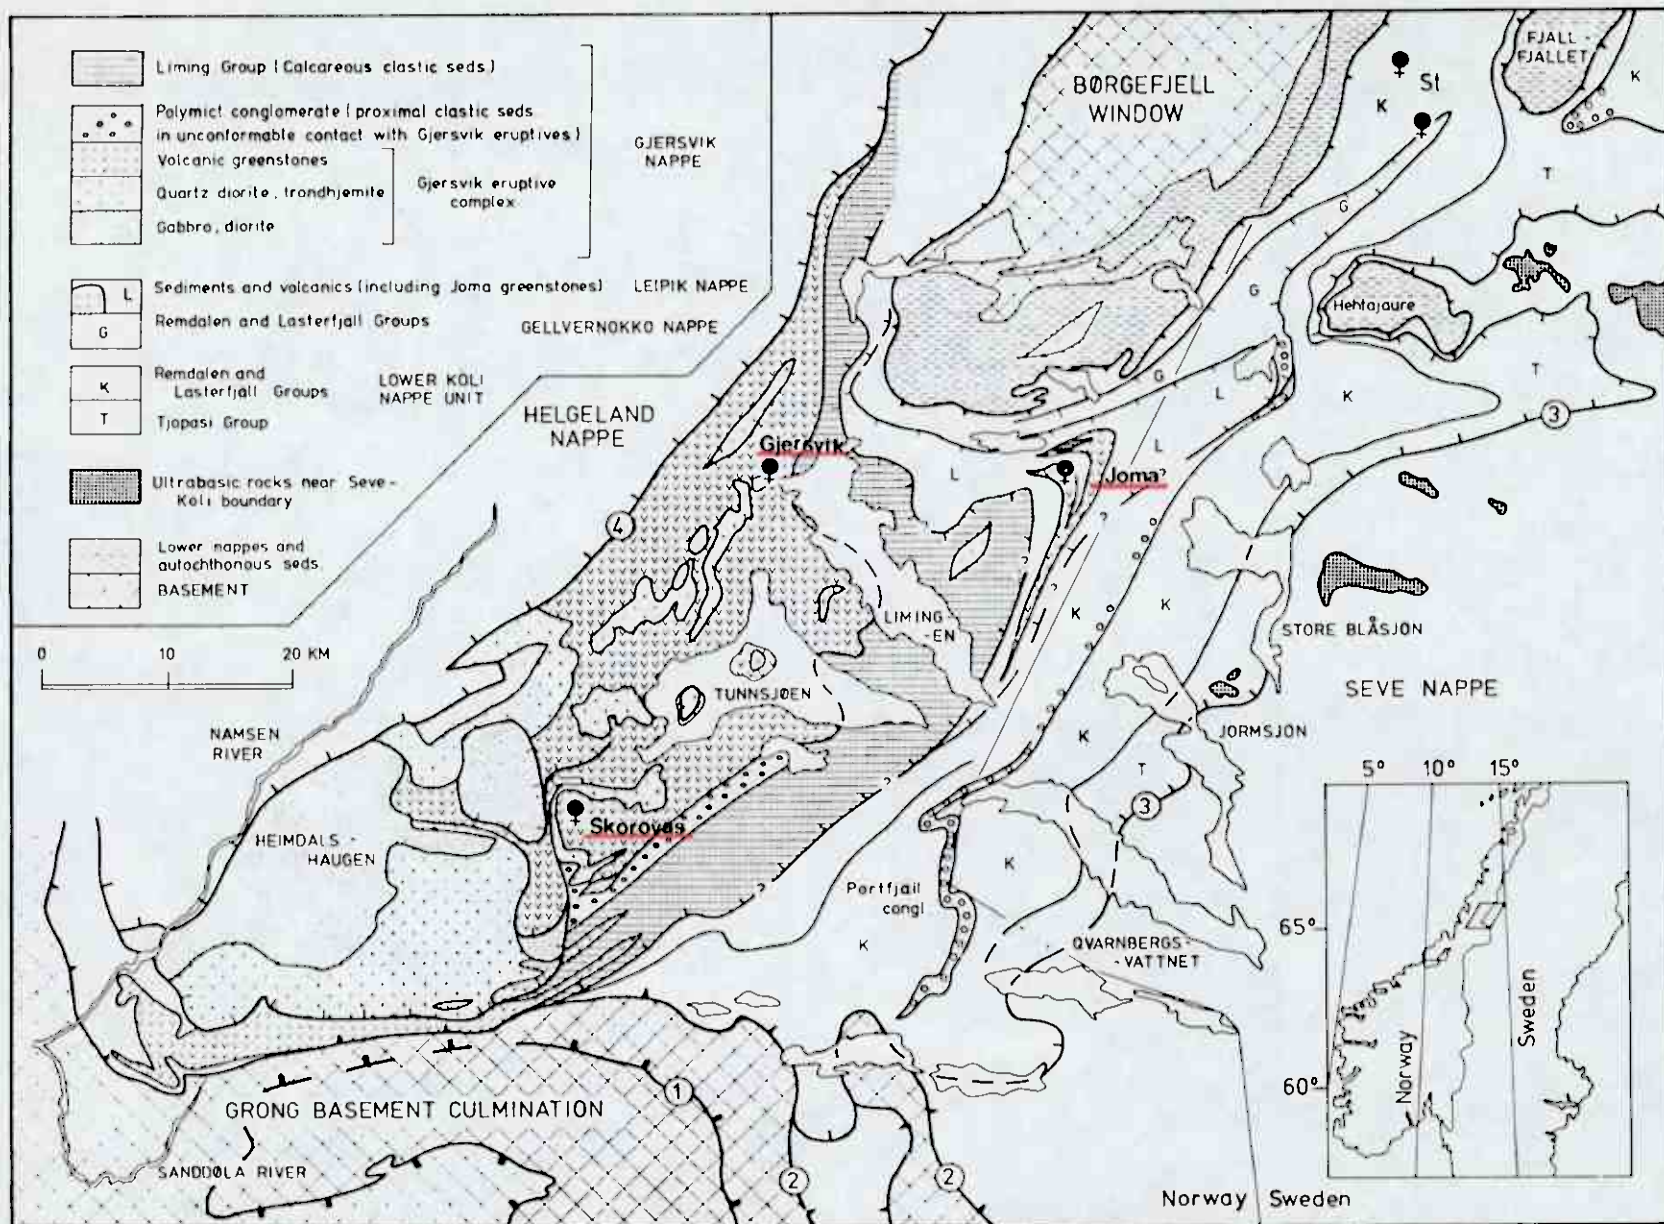 Liming Group (Calcareous clastic seds)
Polymict conglomerate (proximal clastic seds
in unconformable contact with Gjersvik eruptives)
Volcanic greenstones
Quartz diorite, trondhjemite
Gabbro, diorite
Gjersvik eruptive
complex
GJERSVIK
NAPPE
L
Sediments and volcanics (including Joma greenstones)
LEIPIK NAPPE
G
Remdalen and Lasterfjall Groups
GELLVERNOKKO NAPPE
K
Remdalen and
Lasterfjall Groups
LOWER KOLI
NAPPE UNIT
T
Tjopasi Group
Ultrabasic rocks near Seve-
Koli boundary
Lower nappes and
autochthonous seds
BASEMENT
0 10 20 KM
BØRGEFJELL
WINDOW
FJALL-
FJALLET
St
K
K
T
G
G
Hehtajaure
T
G
L
K
3
HELGELAND
NAPPE
Gjersvik
L
L
Joma?
4
?
?
K
K
LIMING
-EN
STORE BLÅSJÖN
TUNNSJØEN
SEVE NAPPE
NAMSEN
RIVER
?
K
JORMSJÖN
T
3
Skorovas
HEIMDALS-
HAUGEN
?
K
Portfjall
congl
K
QVARNBERGS-
-VATTNET
GRONG BASEMENT CULMINATION
1
SANDDØLA RIVER
2
2
Norway Sweden
5° 10° 15°
65°
60°
Norway
Sweden